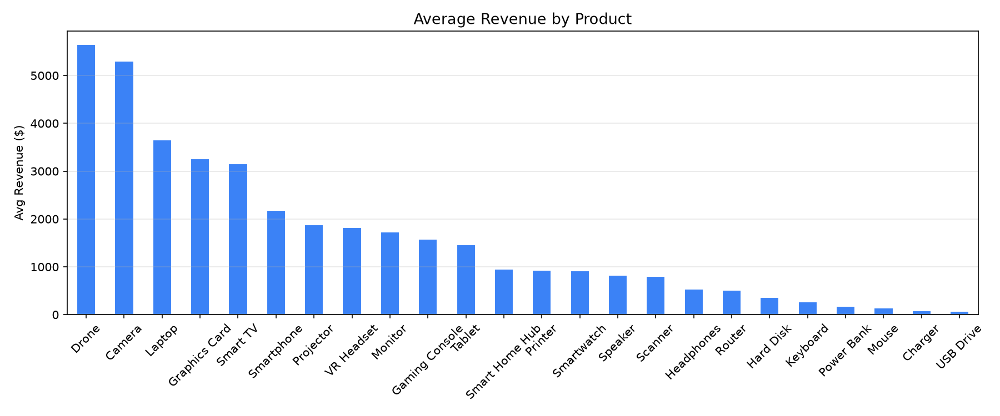 Average Revenue by Product
Avg Revenue ($)
5000
4000
3000
2000
1000
0
Drone
Camera
Laptop
Graphics Card
Smart TV
Smartphone
Projector
VR Headset
Monitor
Gaming Console
Tablet
Smart Home Hub
Printer
Smartwatch
Speaker
Scanner
Headphones
Router
Hard Disk
Keyboard
Power Bank
Mouse
Charger
USB Drive